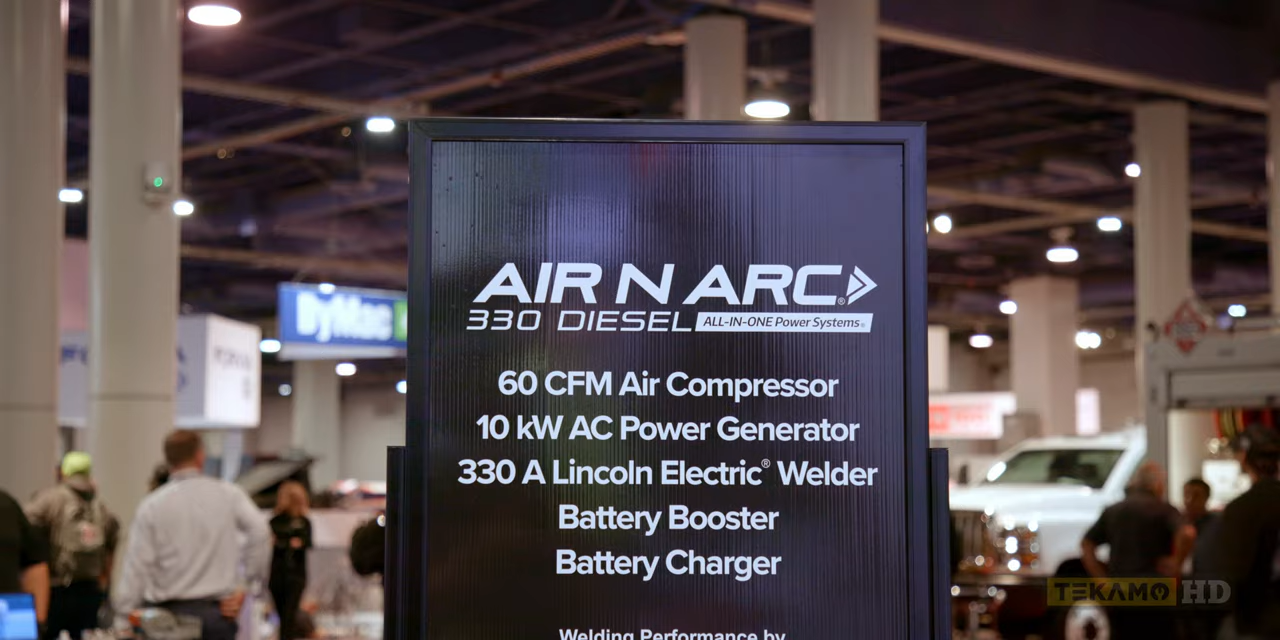 AIR N ARC®
330 DIESEL ALL-IN-ONE Power Systems®
60 CFM Air Compressor
10 kW AC Power Generator
330 A Lincoln Electric® Welder
Battery Booster
Battery Charger
Welding Performance by
ByMac
TEKAMO HD